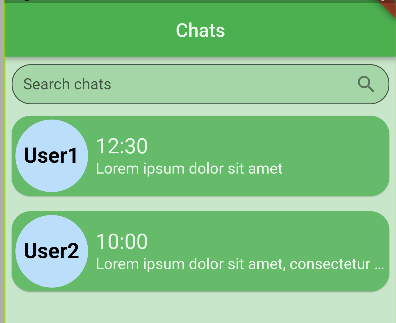 Chats
Search chats
User1
12:30
Lorem ipsum dolor sit amet
User2
10:00
Lorem ipsum dolor sit amet, consectetur ...